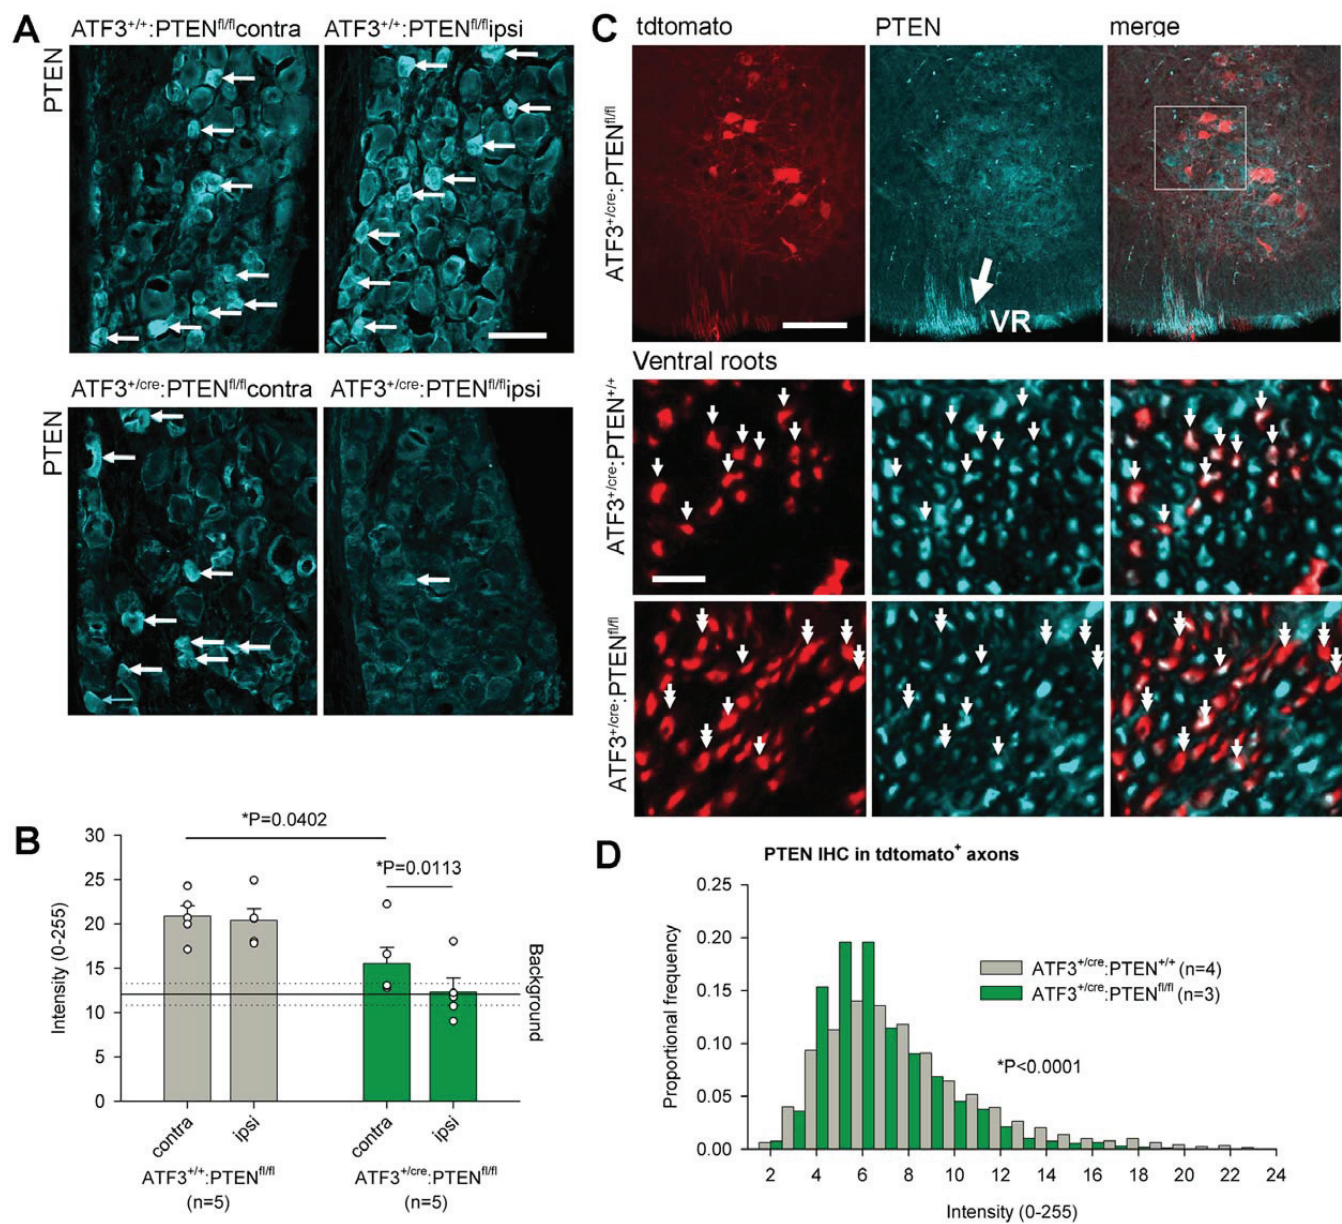 A
ATF3+/+:PTENfl/flcontra
ATF3+/+:PTENfl/flipsi
PTEN
ATF3+/cre:PTENfl/flcontra
ATF3+/cre:PTENfl/flipsi
PTEN
B
*P=0.0402
*P=0.0113
Intensity (0-255)
30
25
20
15
10
5
0
Background
contra
ipsi
contra
ipsi
ATF3+/+:PTENfl/fl
(n=5)
ATF3+/cre:PTENfl/fl
(n=5)
C
tdtomato
PTEN
merge
ATF3+/cre:PTENfl/fl
VR
Ventral roots
ATF3+/cre:PTEN+/+
ATF3+/cre:PTENfl/fl
D
PTEN IHC in tdtomato+ axons
Proportional frequency
0.25
0.20
0.15
0.10
0.05
0.00
ATF3+/cre:PTEN+/+ (n=4)
ATF3+/cre:PTENfl/fl (n=3)
*P<0.0001
2 4 6 8 10 12 14 16 18 20 22 24
Intensity (0-255)